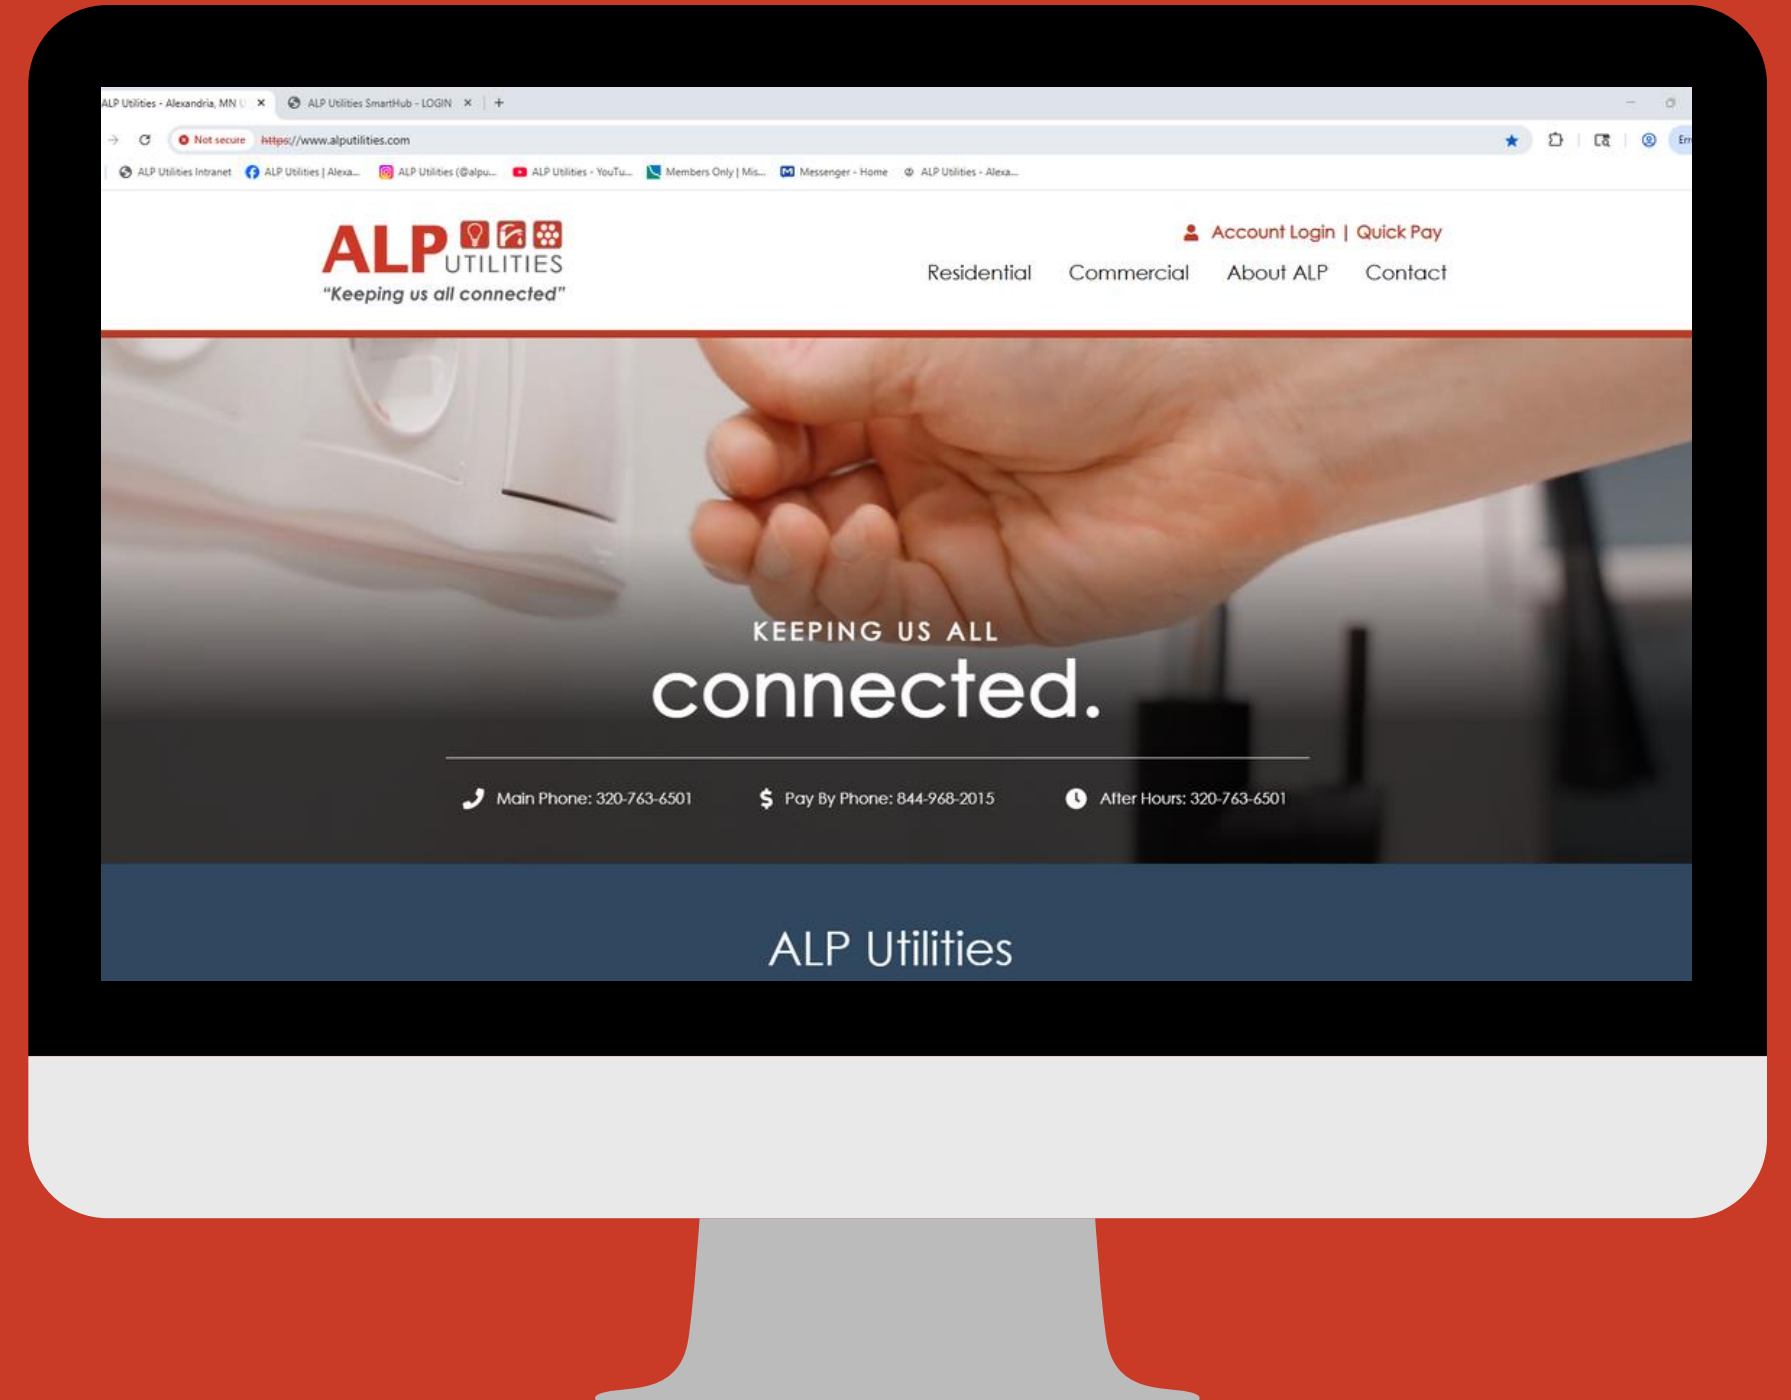 ALP Utilities - Alexandria, MN
ALP Utilities SmartHub - LOGIN
Not secure https://www.alputilities.com
ALP Utilities Intranet ALP Utilities | Alexa... ALP Utilities (@alpu... ALP Utilities - YouTu... Members Only | Mis... Messenger - Home ALP Utilities - Alexa...
ALP
UTILITIES
“Keeping us all connected”
Account Login | Quick Pay
Residential Commercial About ALP Contact
KEEPING US ALL
connected.
Main Phone: 320-763-6501 Pay By Phone: 844-968-2015 After Hours: 320-763-6501
ALP Utilities